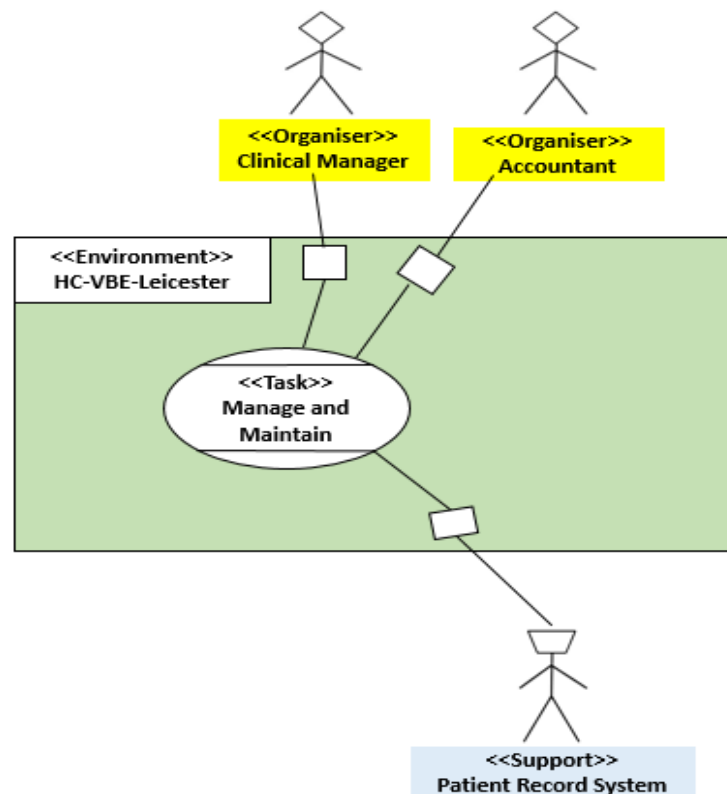 <<Organiser>>
Clinical Manager
<<Organiser>>
Accountant
<<Environment>>
HC-VBE-Leicester
<<Task>>
Manage and
Maintain
<<Support>>
Patient Record System